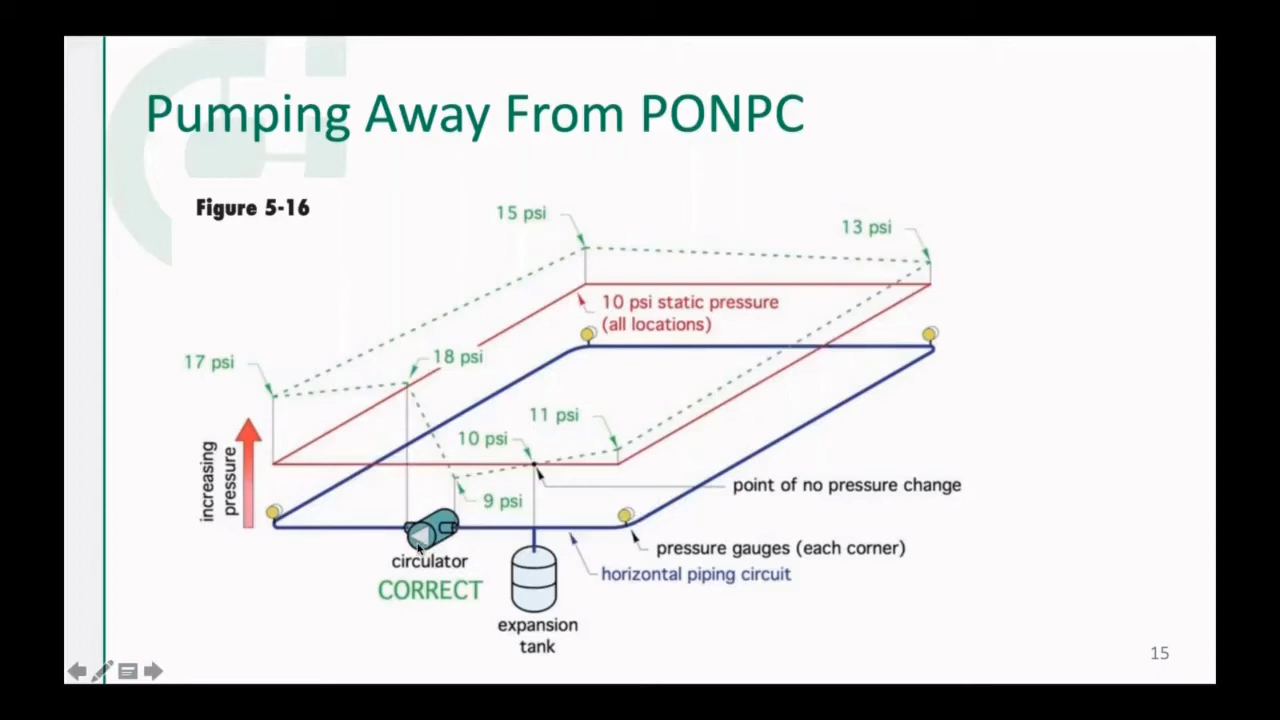 Pumping Away From PONPC
Figure 5-16
15 psi
13 psi
10 psi static pressure
(all locations)
17 psi
18 psi
11 psi
10 psi
increasing
pressure
9 psi
point of no pressure change
circulator
CORRECT
pressure gauges (each corner)
horizontal piping circuit
expansion
tank
15